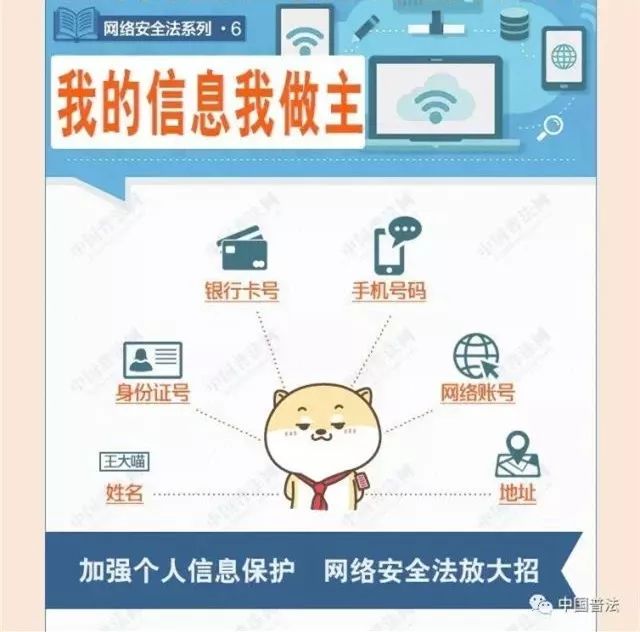 网络安全法系列·6
我的信息我做主
银行卡号
手机号码
身份证号
网络账号
王大喵
姓名
地址
加强个人信息保护 网络安全法放大招
中国普法